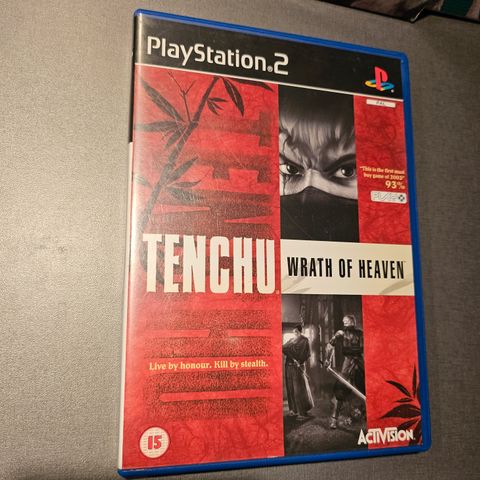 PlayStation®2
PAL
"This is the first must
buy game of 2003"
93%
TENCHU
WRATH OF HEAVEN™
Live by honour. Kill by stealth.
15
ACTIVISION